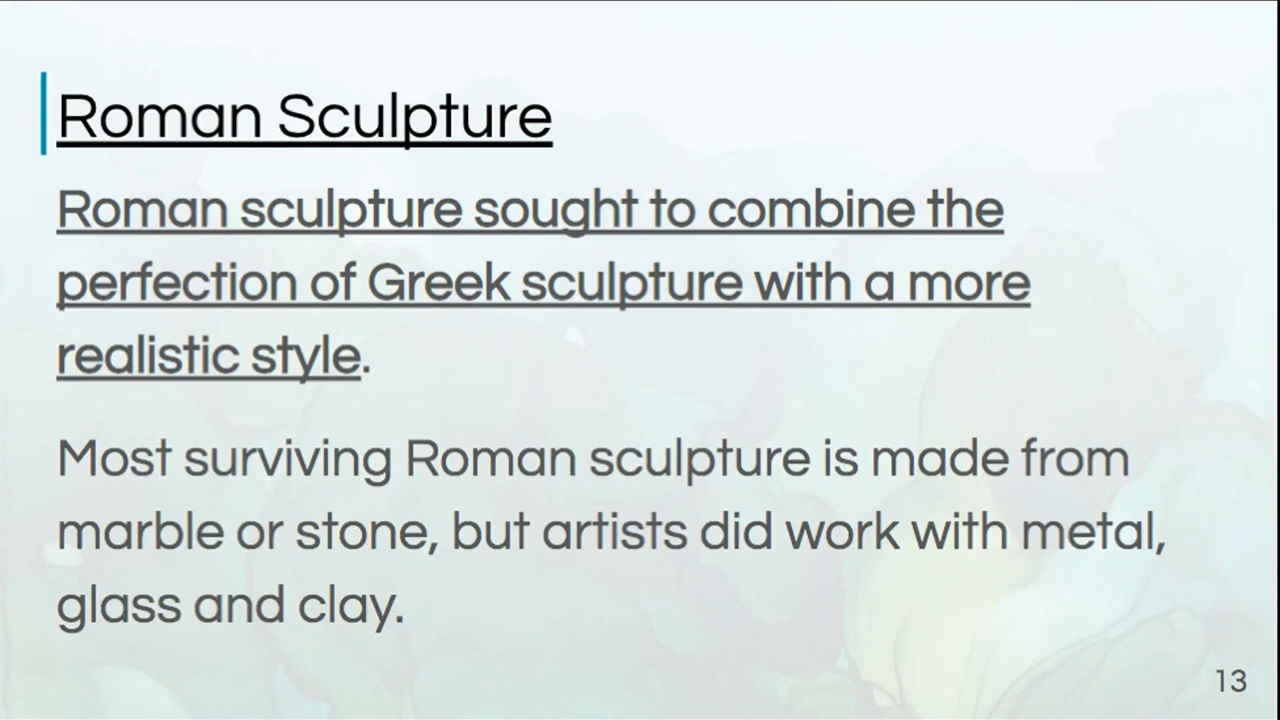 Roman Sculpture
Roman sculpture sought to combine the
perfection of Greek sculpture with a more
realistic style.
Most surviving Roman sculpture is made from
marble or stone, but artists did work with metal,
glass and clay.
13